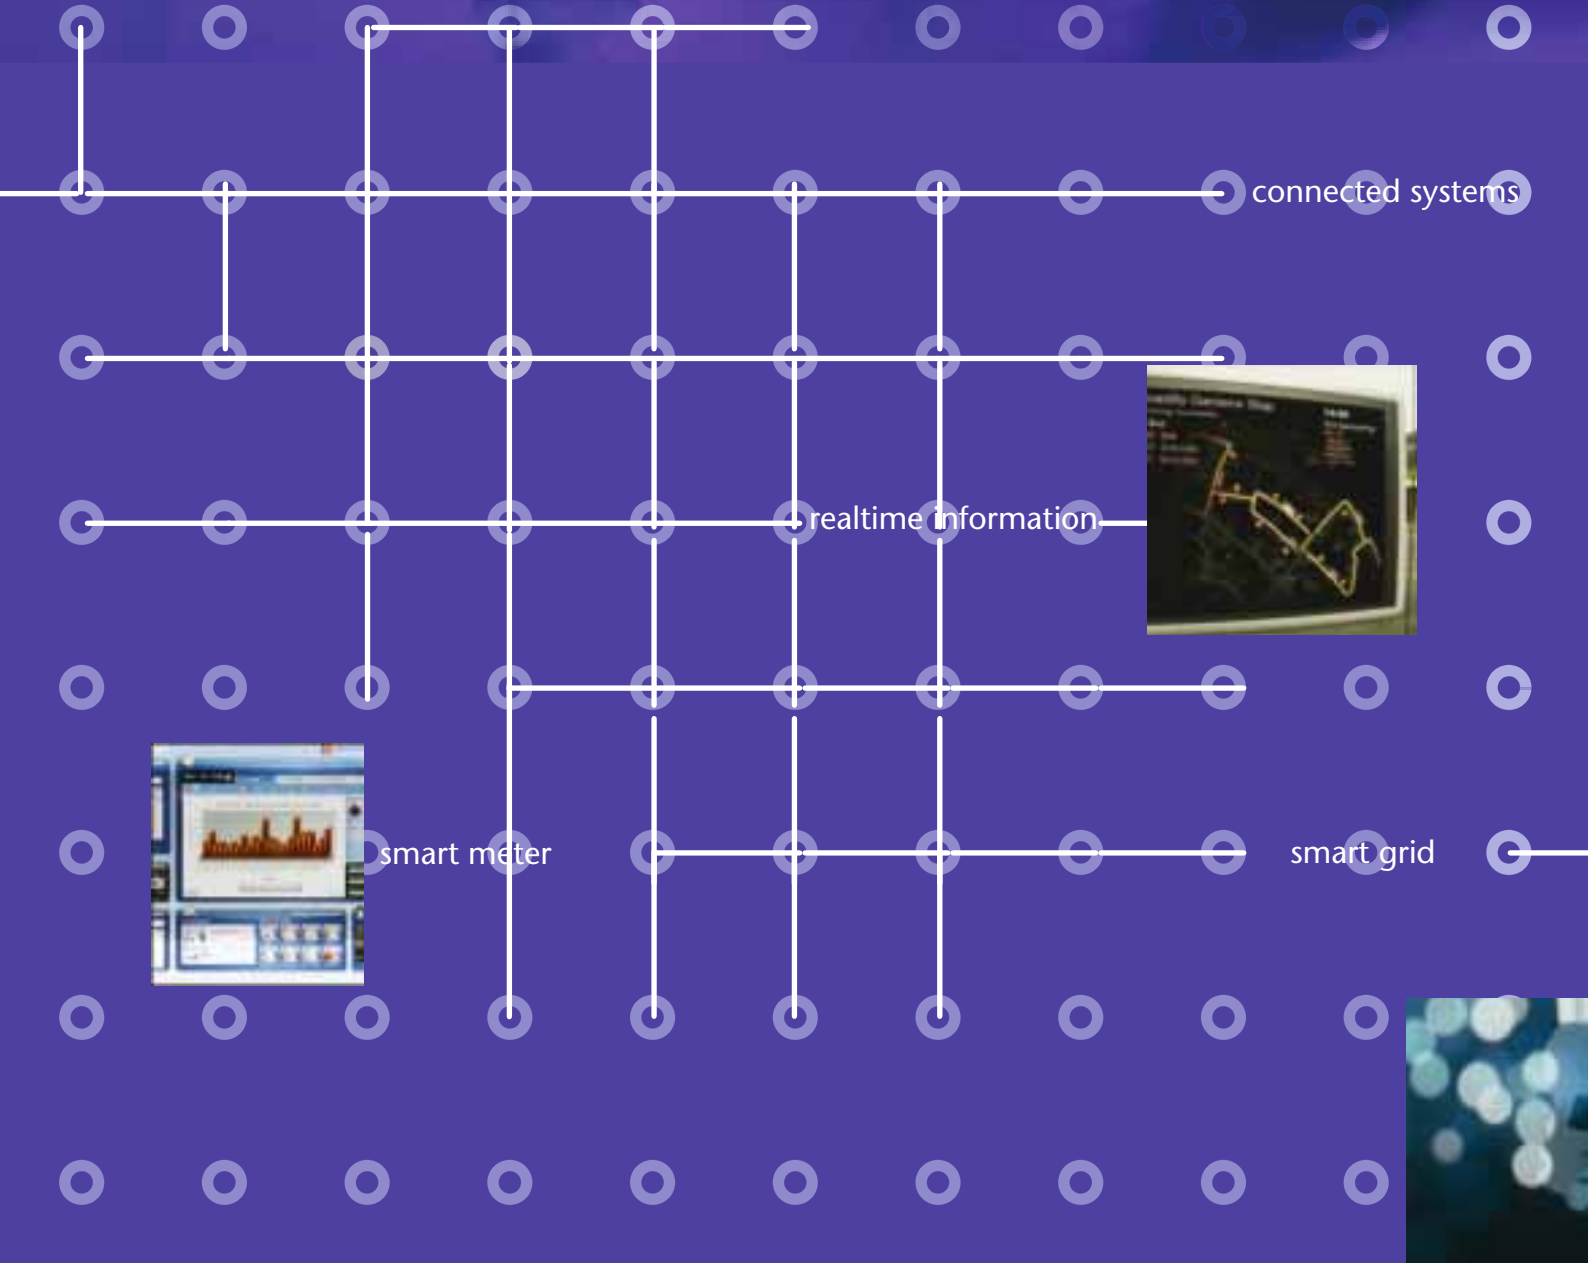 connected systems
realtime information
smart meter
smart grid